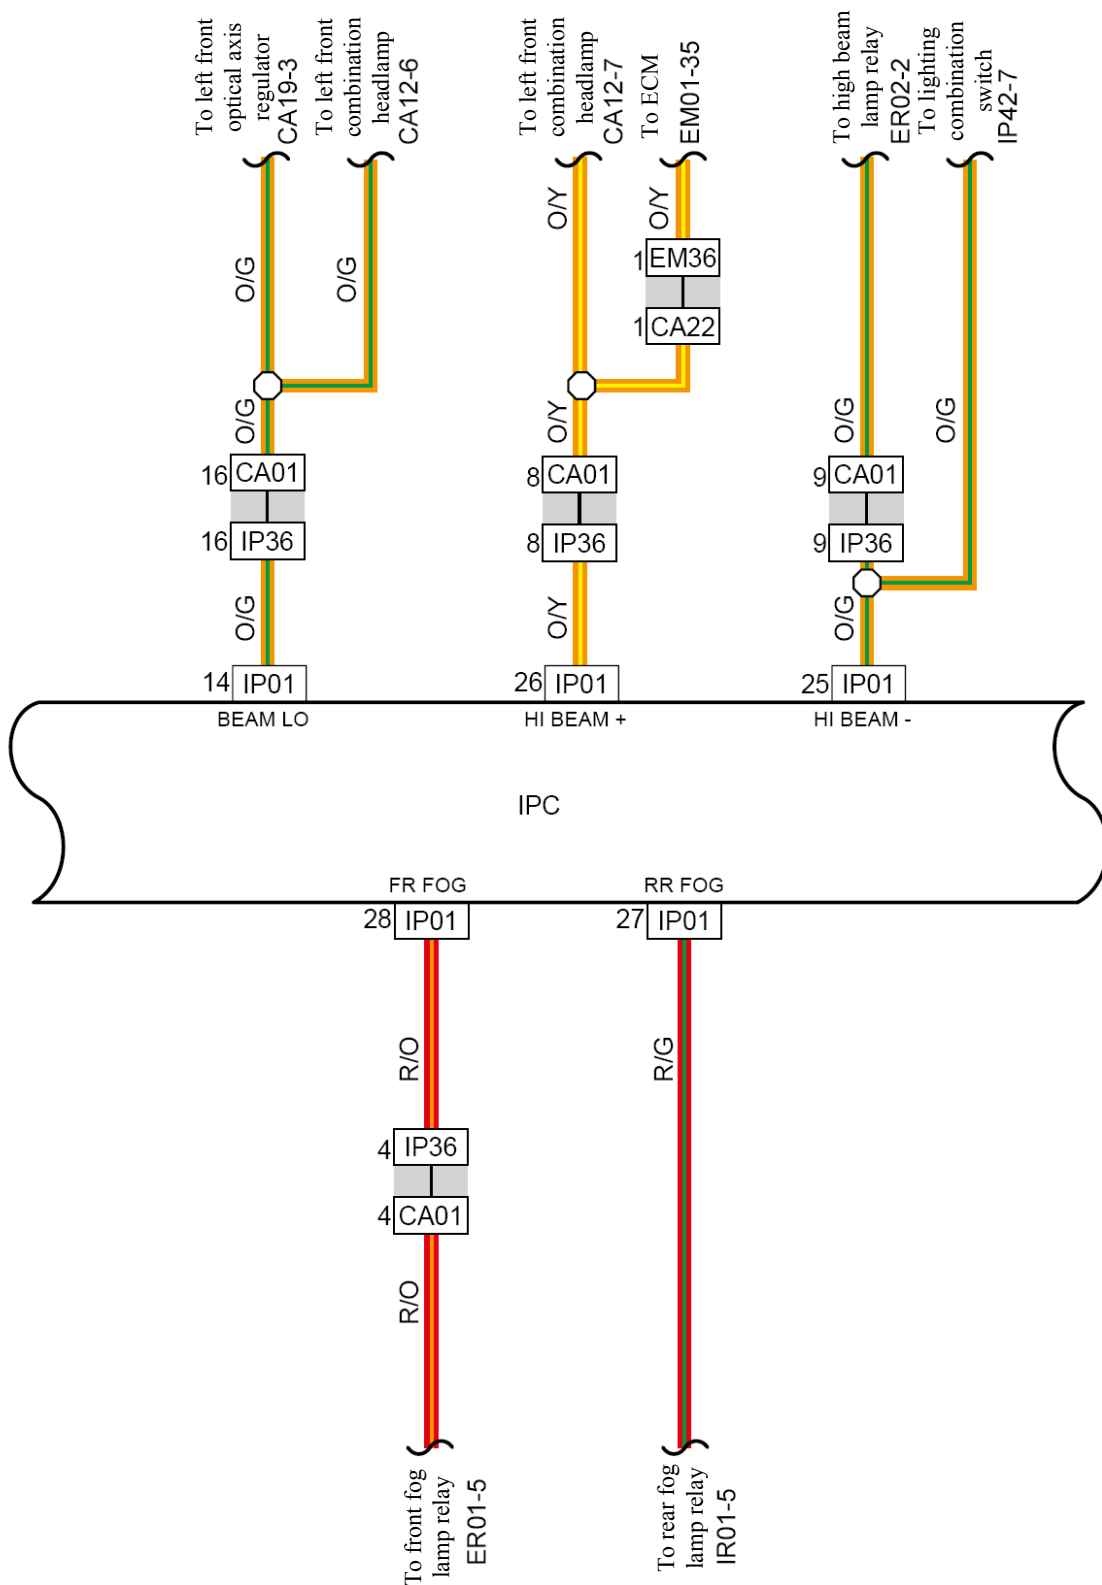 To left front
optical axis
regulator
CA19-3
To left front
combination
headlamp
CA12-6
To left front
combination
headlamp
CA12-7
To ECM
EM01-35
To high beam
lamp relay
ER02-2
To lighting
combination
switch
IP42-7
O/G
O/G
O/Y
O/Y
1 EM36
1 CA22
O/G
O/Y
O/G
O/G
16 CA01
8 CA01
9 CA01
16 IP36
8 IP36
9 IP36
O/G
O/Y
O/G
14 IP01
26 IP01
25 IP01
BEAM LO
HI BEAM +
HI BEAM -
IPC
FR FOG
RR FOG
28 IP01
27 IP01
R/O
R/G
4 IP36
4 CA01
R/O
To front fog
lamp relay
ER01-5
To rear fog
lamp relay
IR01-5